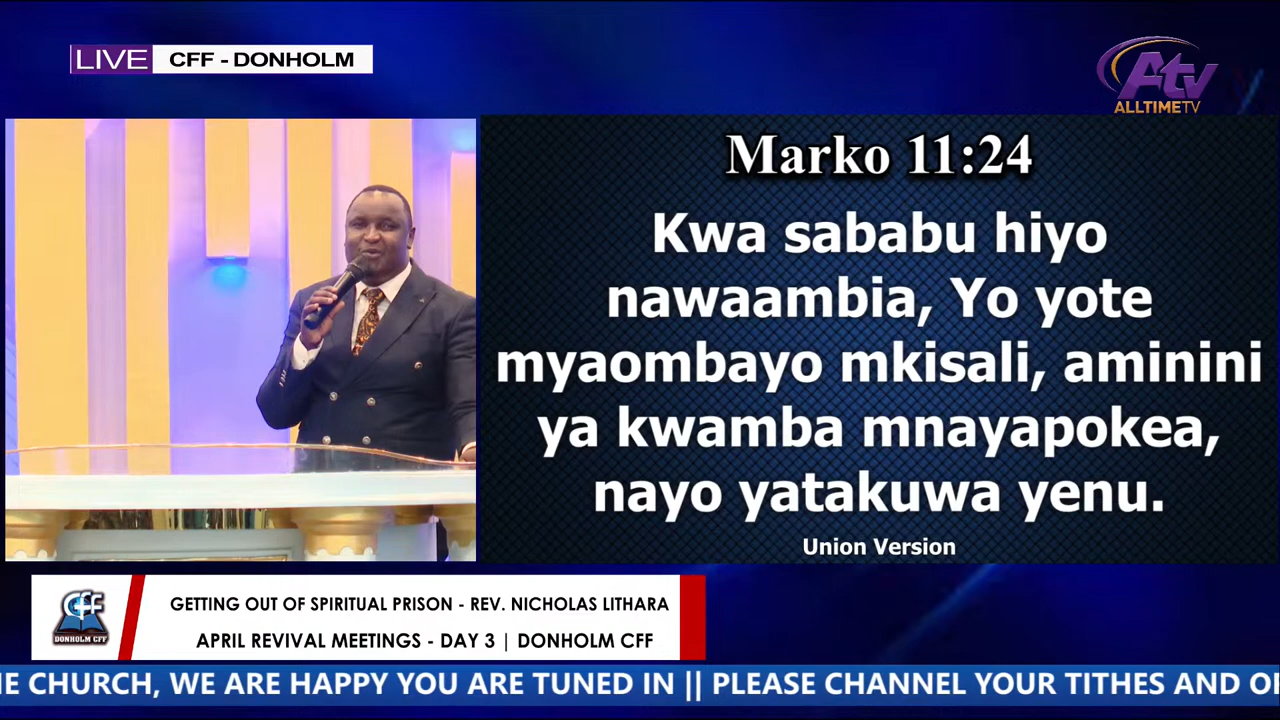 LIVE CFF - DONHOLM
Atv
ALLTIMETV
Marko 11:24
Kwa sababu hiyo
nawaambia, Yo yote
myaombayo mkisali, aminini
ya kwamba mnayapokea,
nayo yatakuwa yenu.
Union Version
CFF
DONHOLM CFF
GETTING OUT OF SPIRITUAL PRISON - REV. NICHOLAS LITHARA
APRIL REVIVAL MEETINGS - DAY 3 | DONHOLM CFF
CHURCH, WE ARE HAPPY YOU ARE TUNED IN || PLEASE CHANNEL YOUR TITHES AND